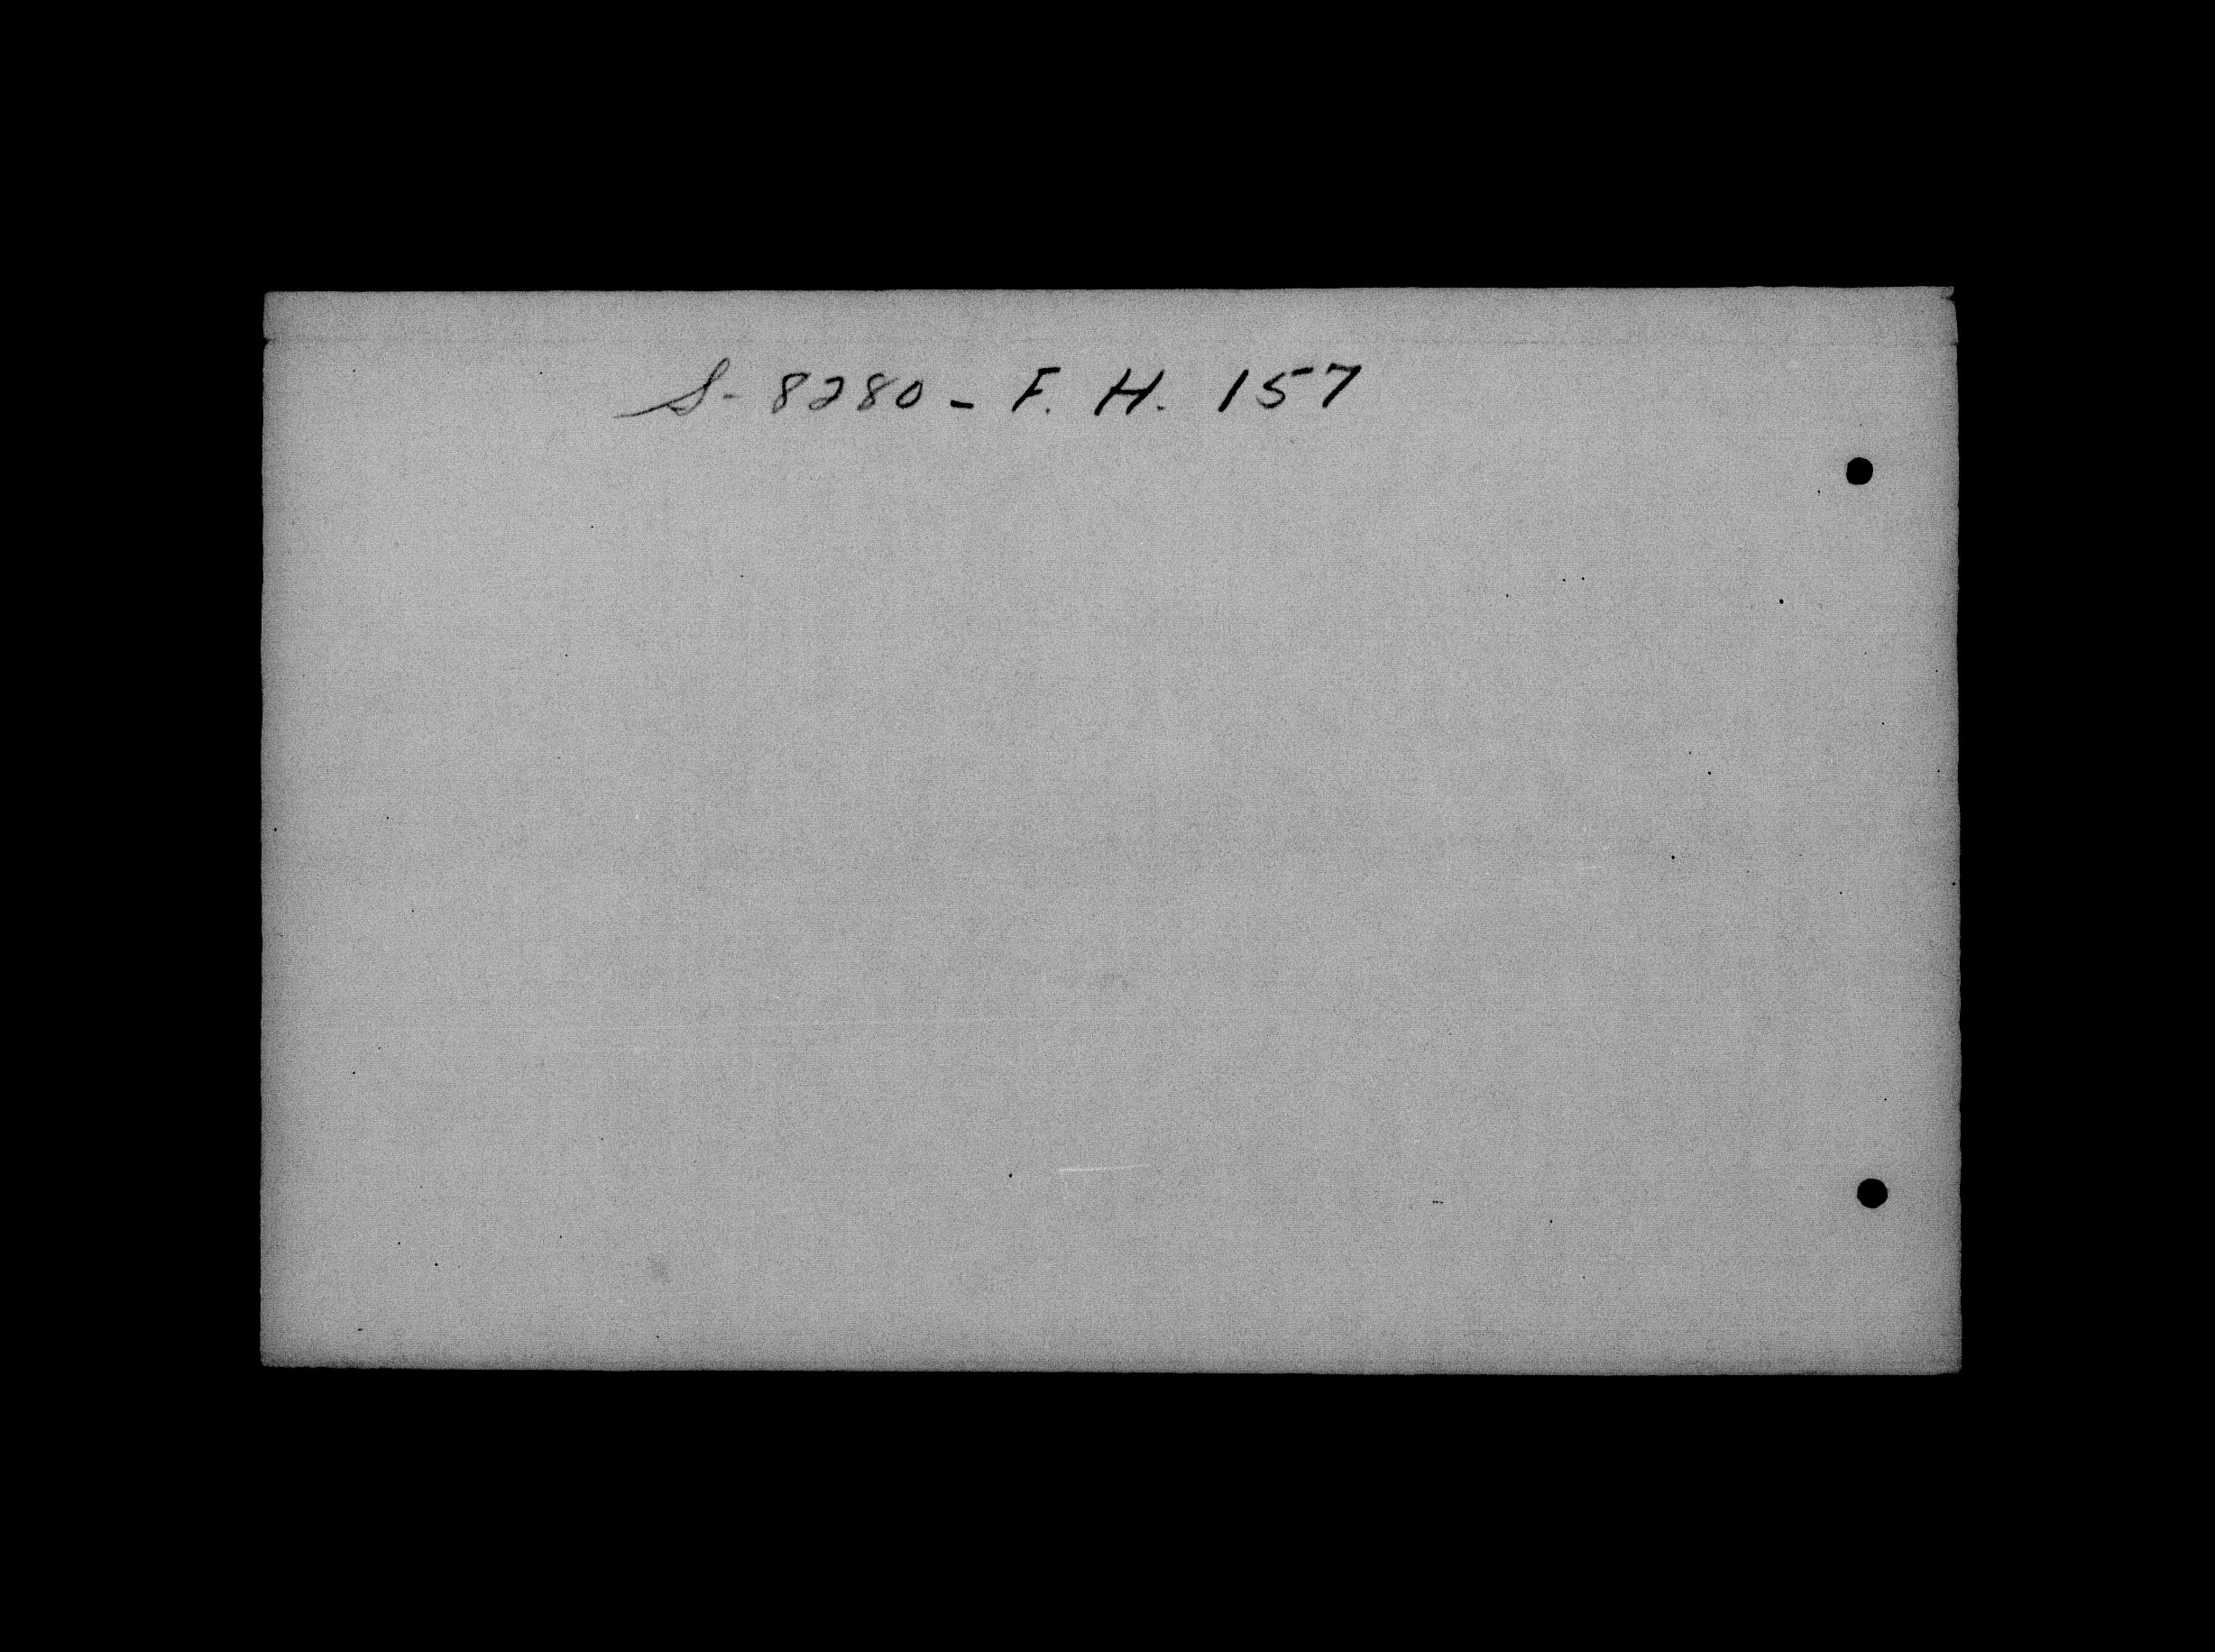 S- 8280 - F. H. 157